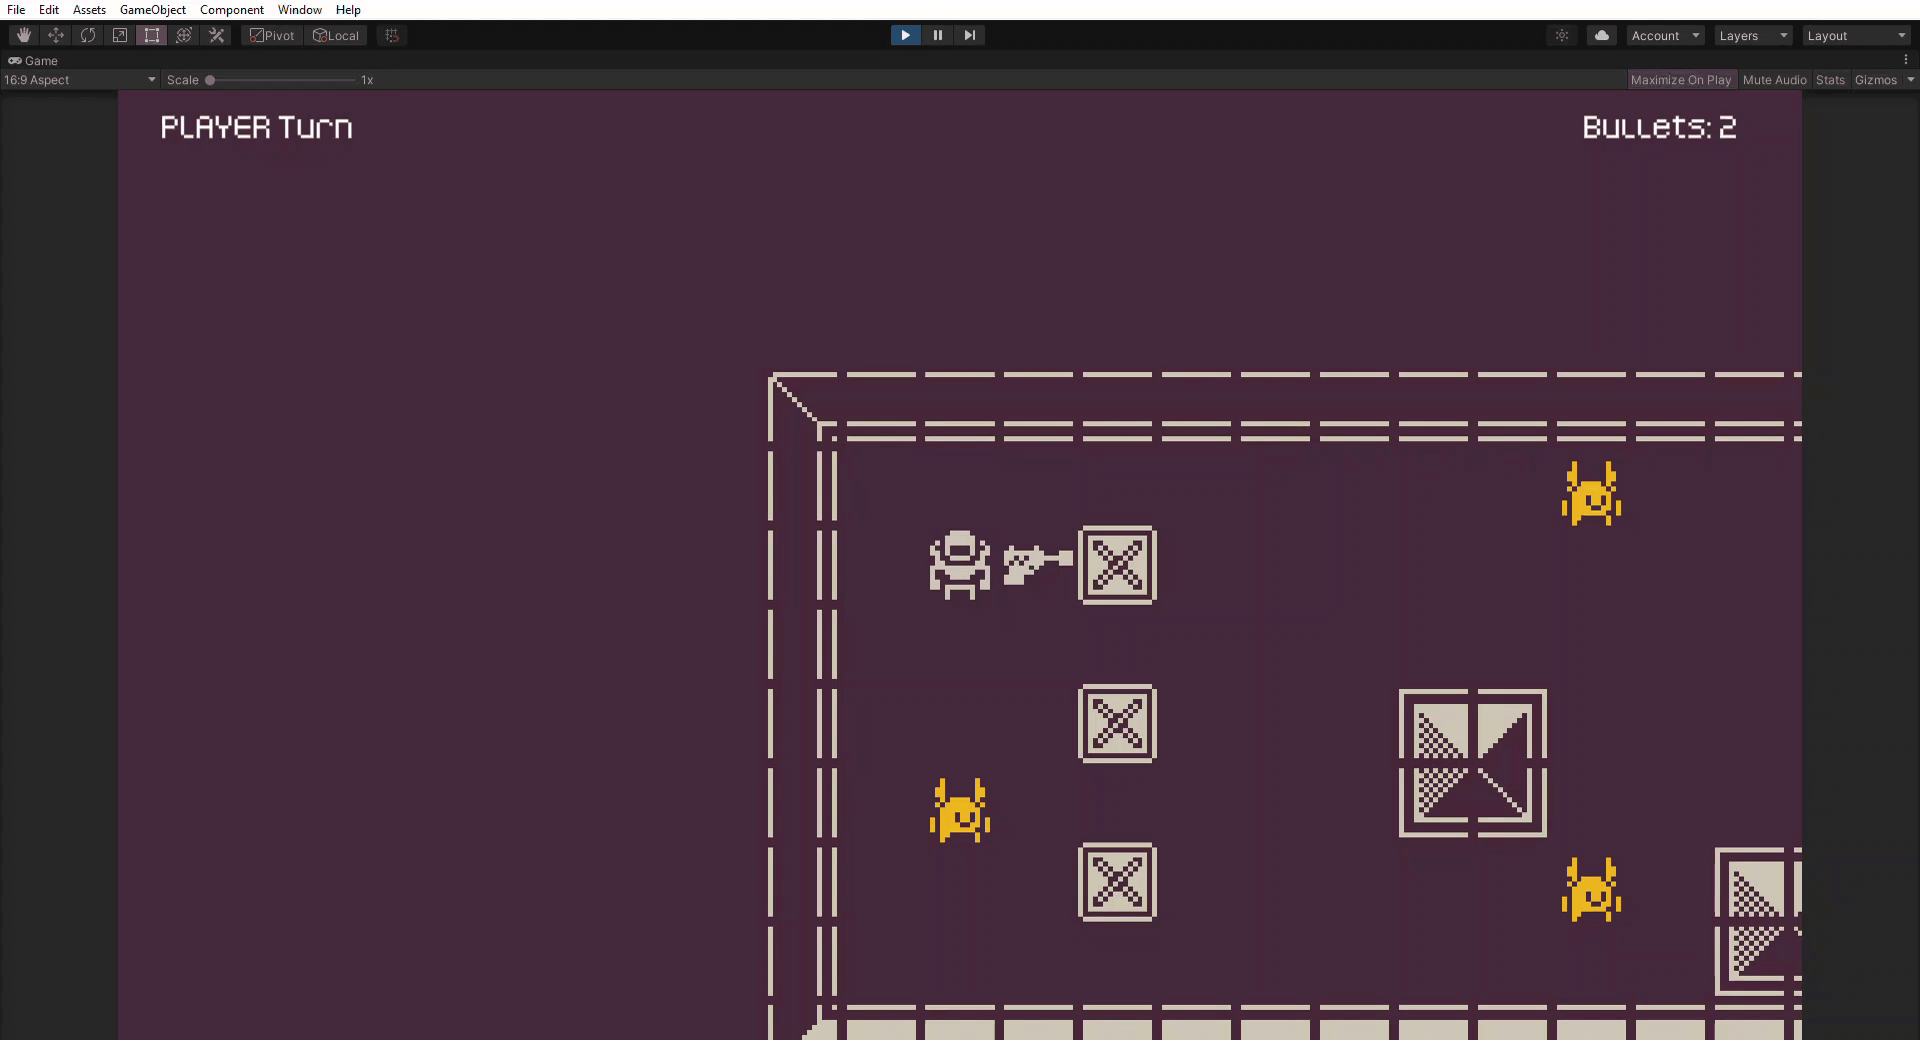 File Edit Assets GameObject Component Window Help
Pivot Local Account Layers Layout
Game
16:9 Aspect Scale 1x Maximize On Play Mute Audio Stats Gizmos
PLAYER Turn Bullets: 2